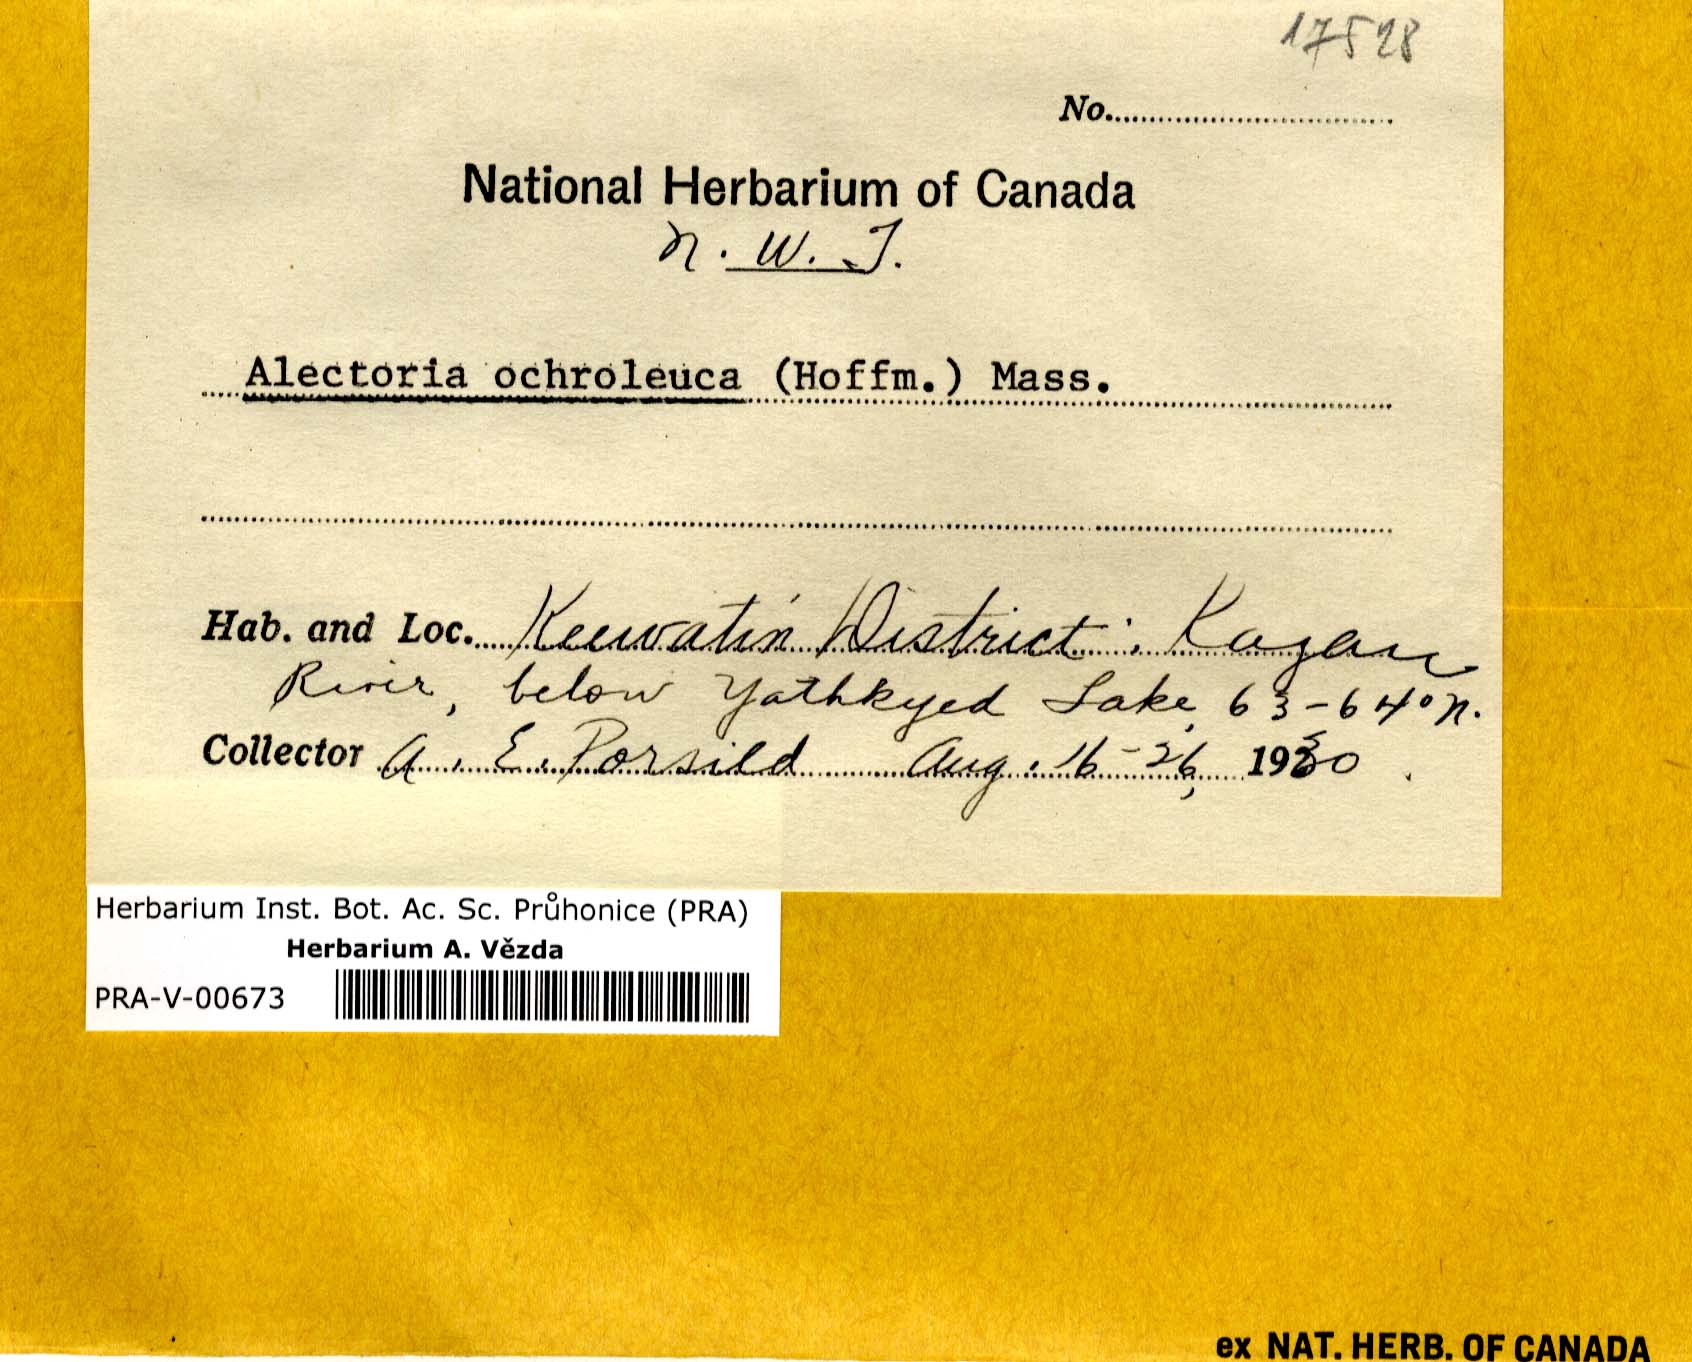 17528
No.
National Herbarium of Canada
N. W. T.
Alectoria ochroleuca (Hoffm.) Mass.
Hab. and Loc. Keewatin District: Kazan
River, below Yathkyed Lake, 63-64° N.
Collector A. E. Porsild Aug. 16-26, 1930.
Herbarium Inst. Bot. Ac. Sc. Průhonice (PRA)
Herbarium A. Vězda
PRA-V-00673
ex NAT. HERB. OF CANADA